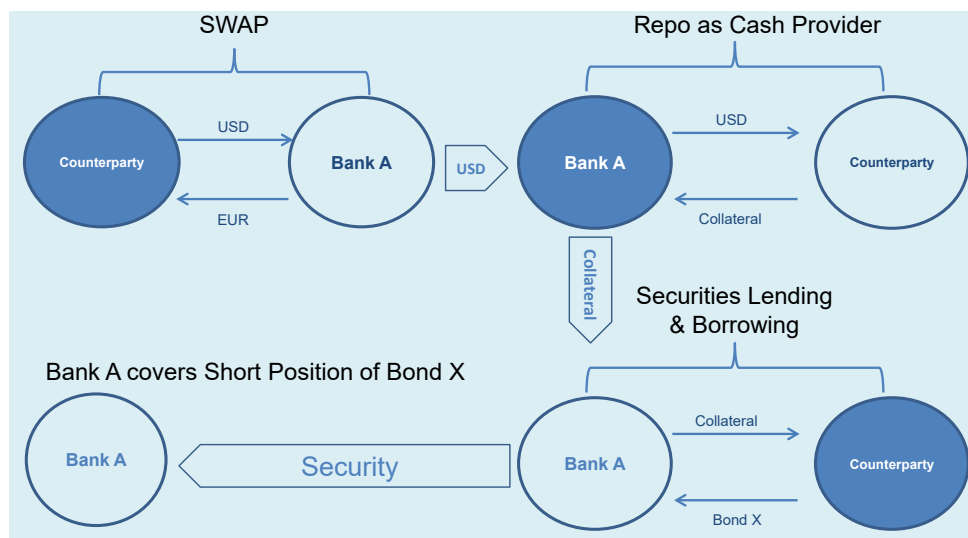 SWAP
Repo as Cash Provider
USD
Counterparty
Bank A
EUR
USD
USD
Bank A
Counterparty
Collateral
Collateral
Securities Lending
& Borrowing
Bank A covers Short Position of Bond X
Bank A
Security
Collateral
Bank A
Counterparty
Bond X